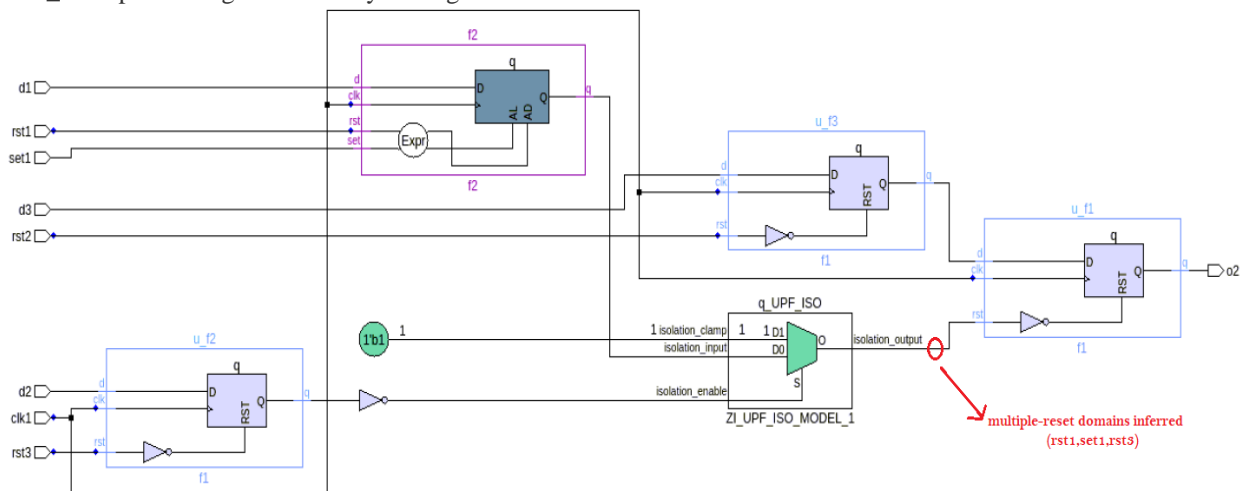 f2
q
d1
d
D
Q
q
clk
AL
AD
rst1
rst
Expr
set1
set
f2
u_f3
q
d
D
Q
q
clk
RST
d3
rst2
rst
f1
u_f1
q
d
D
Q
q
o2
clk
RST
rst
f1
q_UPF_ISO
1'b1
1
1
isolation_clamp
1
1
D1
isolation_input
D0
O
isolation_output
isolation_enable
S
ZI_UPF_ISO_MODEL_1
multiple-reset domains inferred
(rst1,set1,rst3)
u_f2
q
d2
d
D
Q
q
clk1
clk
RST
rst3
rst
f1